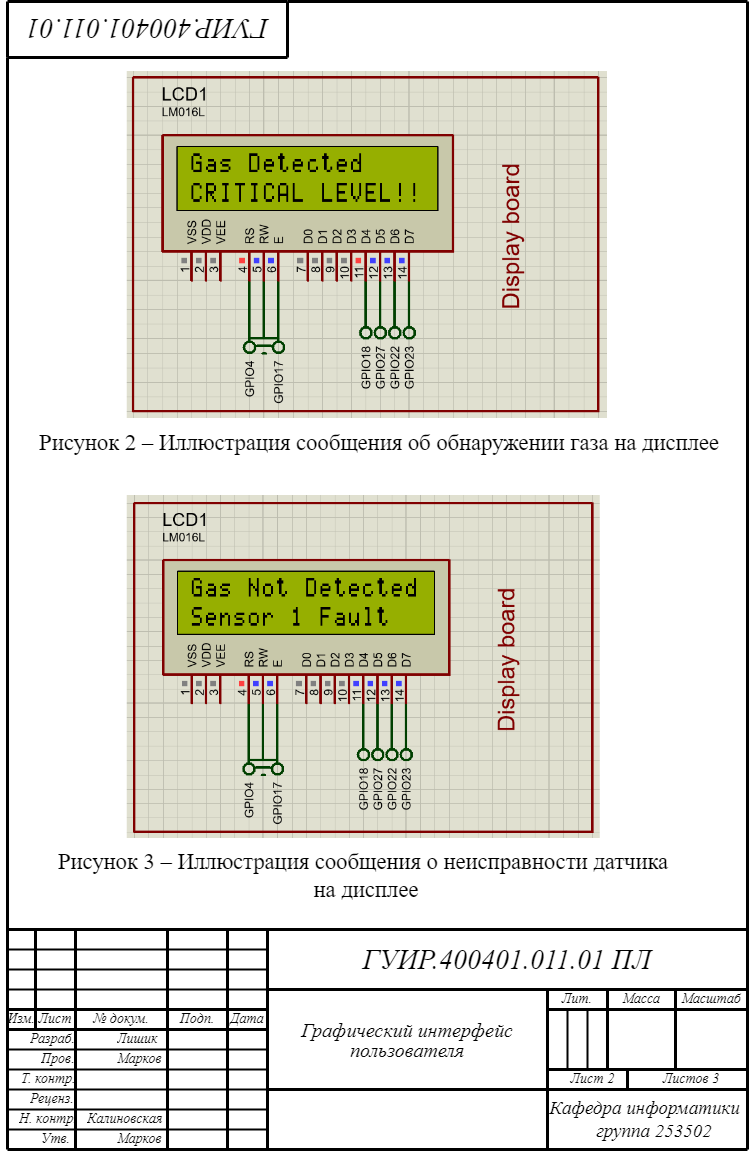 ГУИР.400401.011.01
LCD1
LM016L
Gas Detected
CRITICAL LEVEL!!
VSS VDD VEE RS RW E D0 D1 D2 D3 D4 D5 D6 D7
1 2 3 4 5 6 7 8 9 10 11 12 13 14
GPIO4 GPIO17 GPIO18 GPIO27 GPIO22 GPIO23
Display board
Рисунок 2 – Иллюстрация сообщения об обнаружении газа на дисплее
LCD1
LM016L
Gas Not Detected
Sensor 1 Fault
VSS VDD VEE RS RW E D0 D1 D2 D3 D4 D5 D6 D7
1 2 3 4 5 6 7 8 9 10 11 12 13 14
GPIO4 GPIO17 GPIO18 GPIO27 GPIO22 GPIO23
Display board
Рисунок 3 – Иллюстрация сообщения о неисправности датчика
на дисплее
ГУИР.400401.011.01 ПЛ
Изм. Лист № докум. Подп. Дата
Разраб. Лишик
Пров. Марков
Т. контр.
Реценз.
Н. контр Калиновская
Утв. Марков
Графический интерфейс
пользователя
Лит. Масса Масштаб
Лист 2 Листов 3
Кафедра информатики
группа 253502